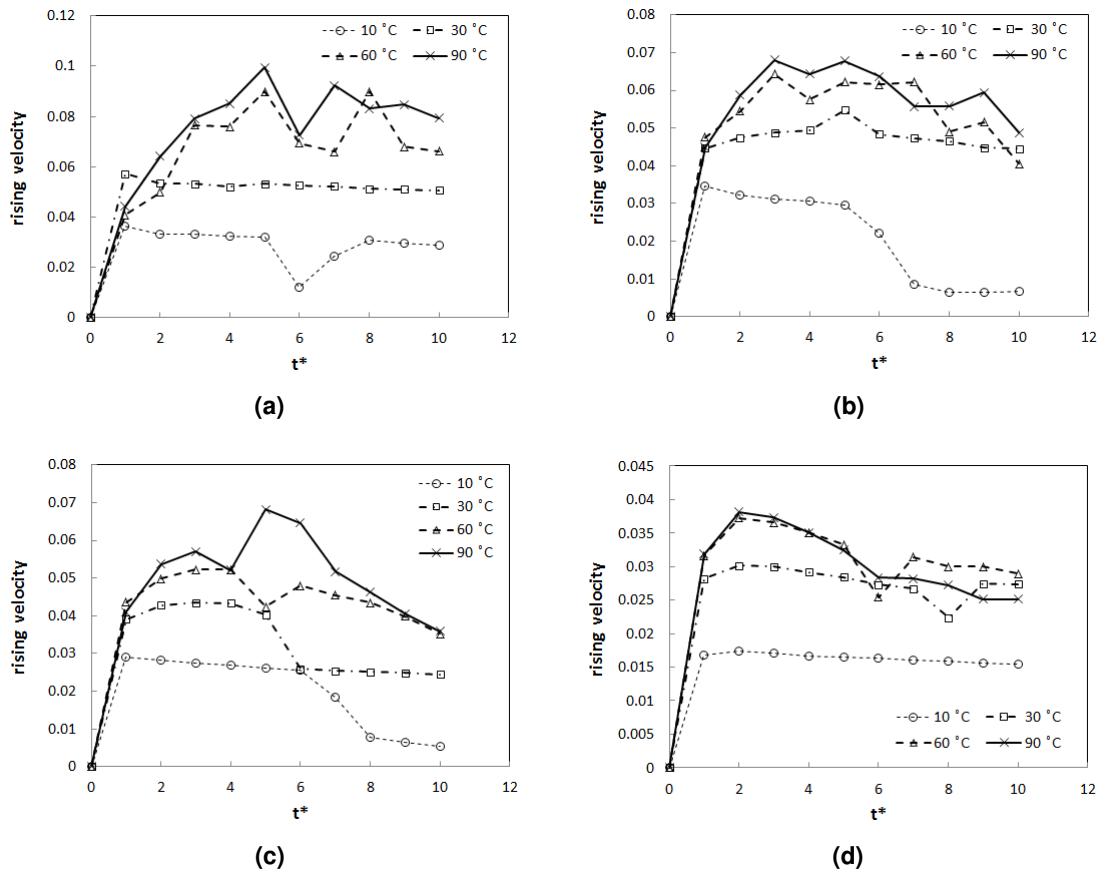 0.12
0.1
0.08
0.06
0.04
0.02
0
rising velocity
10 ˚C
30 ˚C
60 ˚C
90 ˚C
0 2 4 6 8 10 12
t*
(a)
0.08
0.07
0.06
0.05
0.04
0.03
0.02
0.01
0
rising velocity
10 ˚C
30 ˚C
60 ˚C
90 ˚C
0 2 4 6 8 10 12
t*
(b)
0.08
0.07
0.06
0.05
0.04
0.03
0.02
0.01
0
rising velocity
10 ˚C
30 ˚C
60 ˚C
90 ˚C
0 2 4 6 8 10 12
t*
(c)
0.045
0.04
0.035
0.03
0.025
0.02
0.015
0.01
0.005
0
rising velocity
10 ˚C
30 ˚C
60 ˚C
90 ˚C
0 2 4 6 8 10 12
t*
(d)